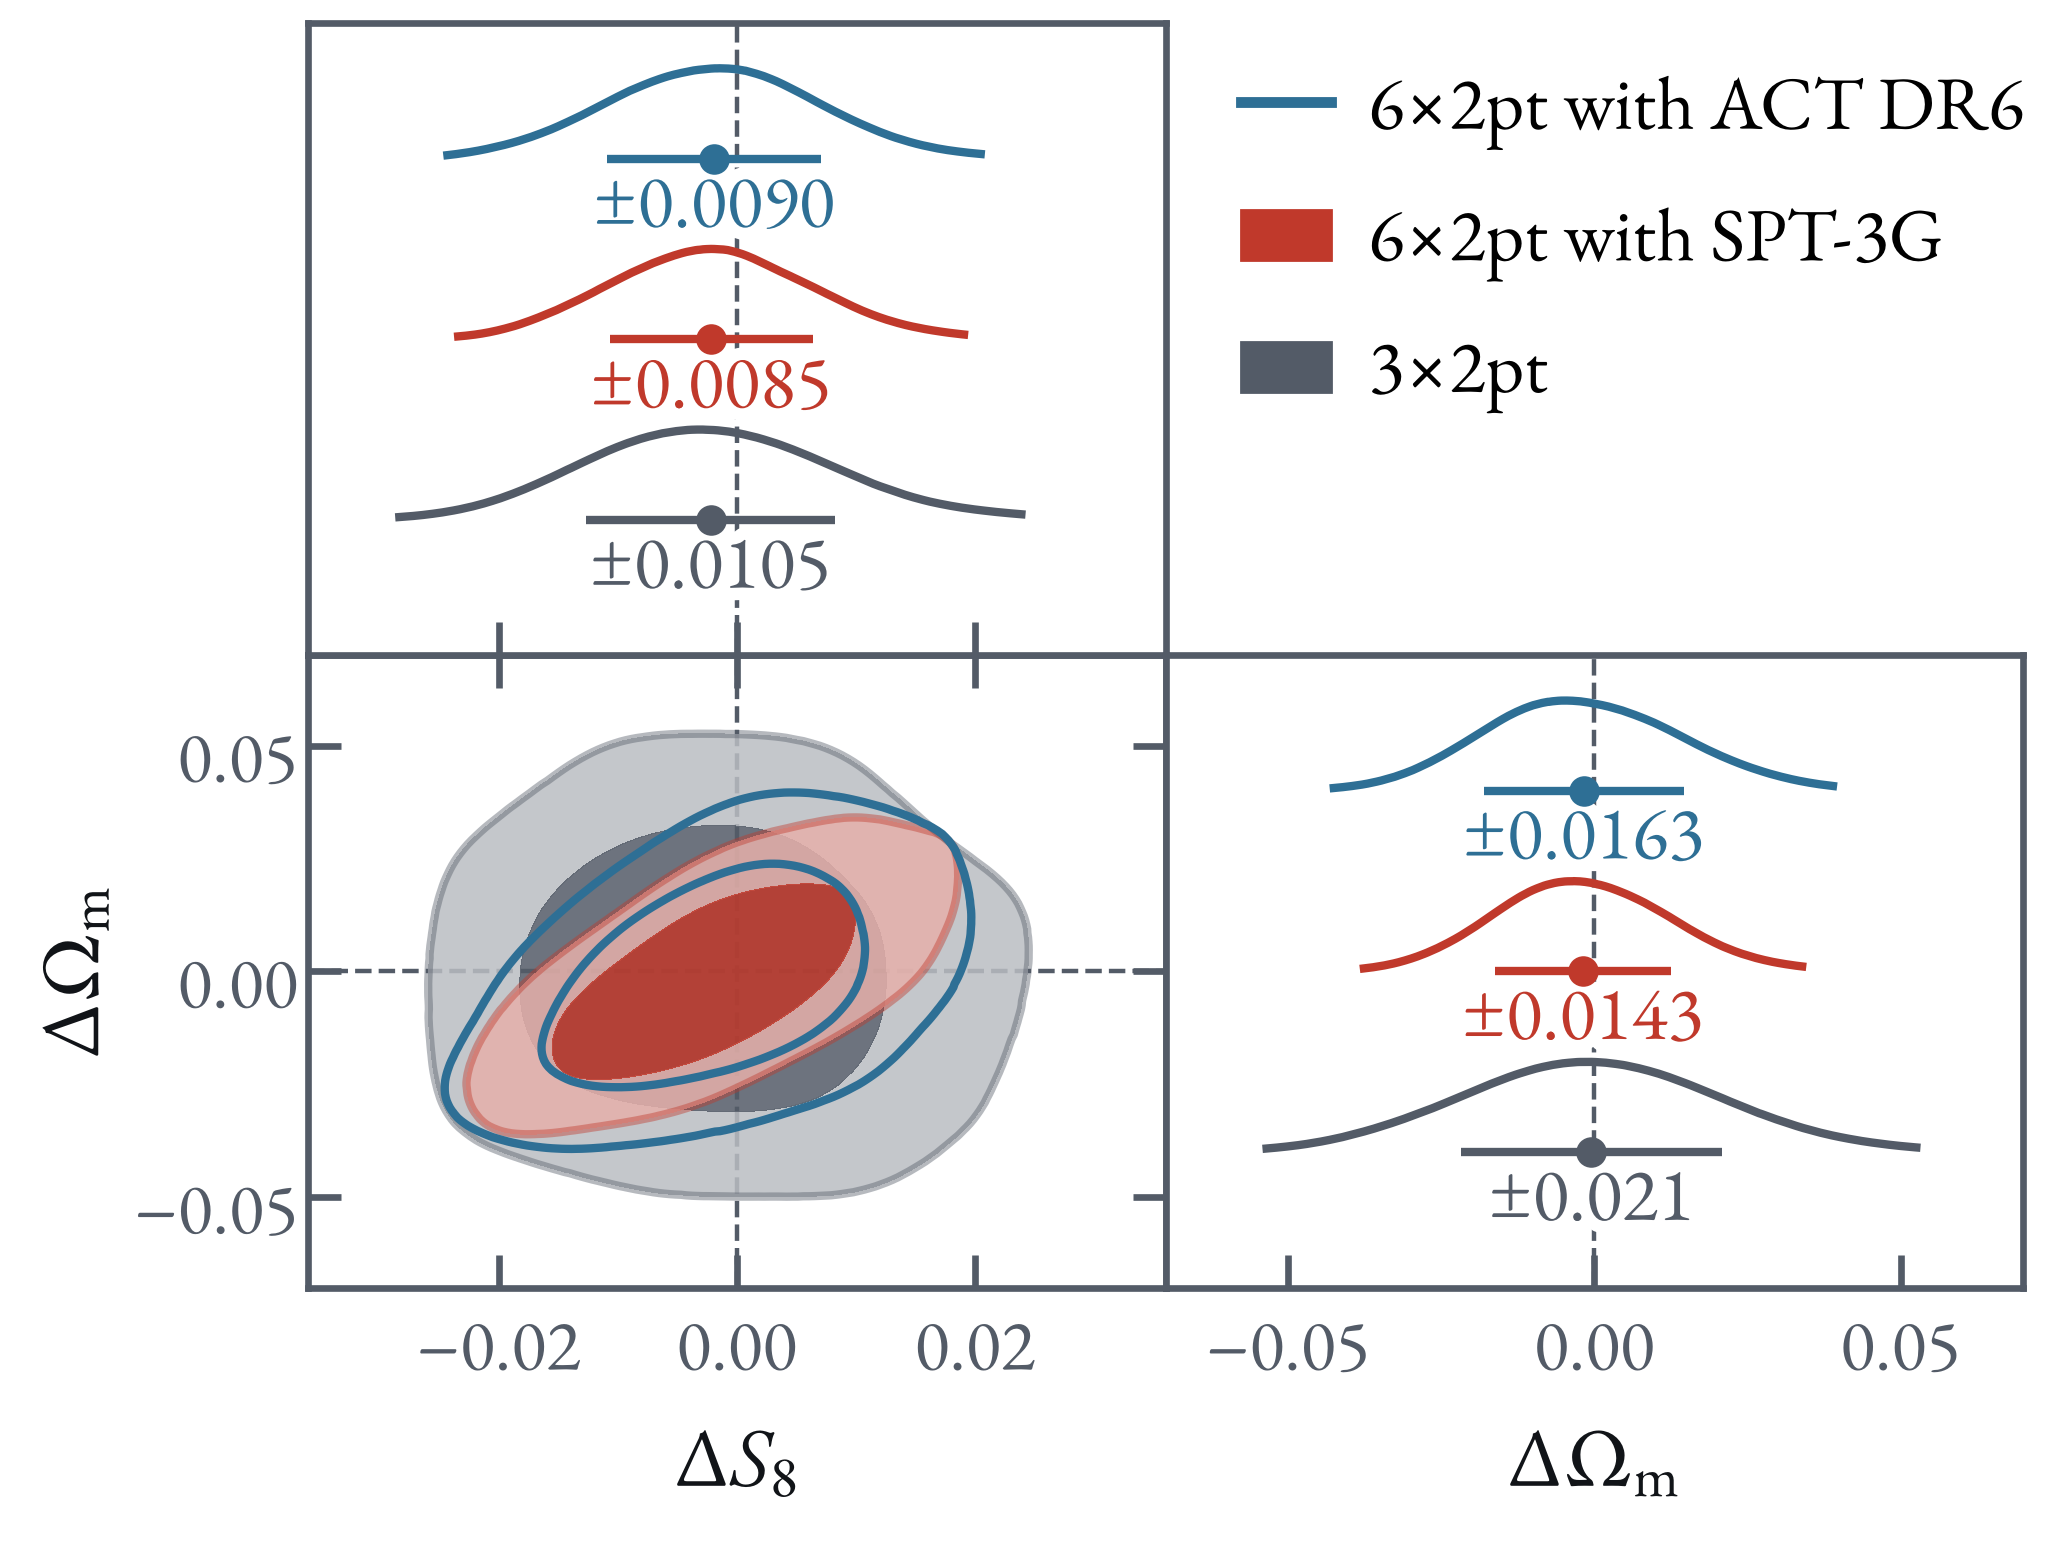 6×2pt with ACT DR6
6×2pt with SPT-3G
3×2pt
±0.0090
±0.0085
±0.0105
0.05
0.00
−0.05
ΔΩm
±0.0163
±0.0143
±0.021
−0.02 0.00 0.02
−0.05 0.00 0.05
ΔS8
ΔΩm